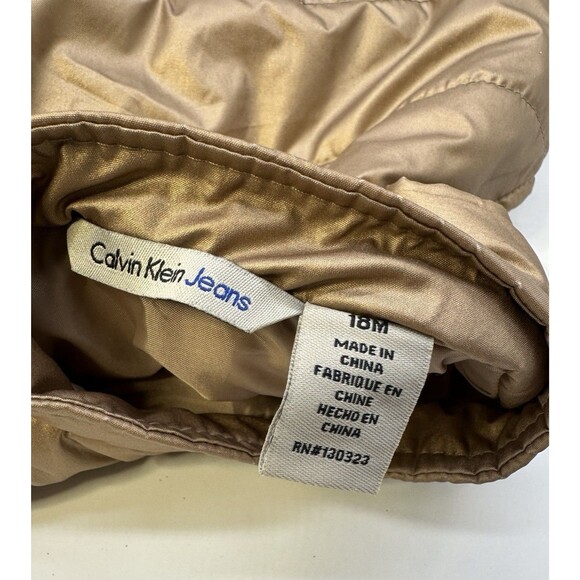 Calvin Klein Jeans
18M
MADE IN
CHINA
FABRIQUE EN
CHINE
HECHO EN
CHINA
RN#130323